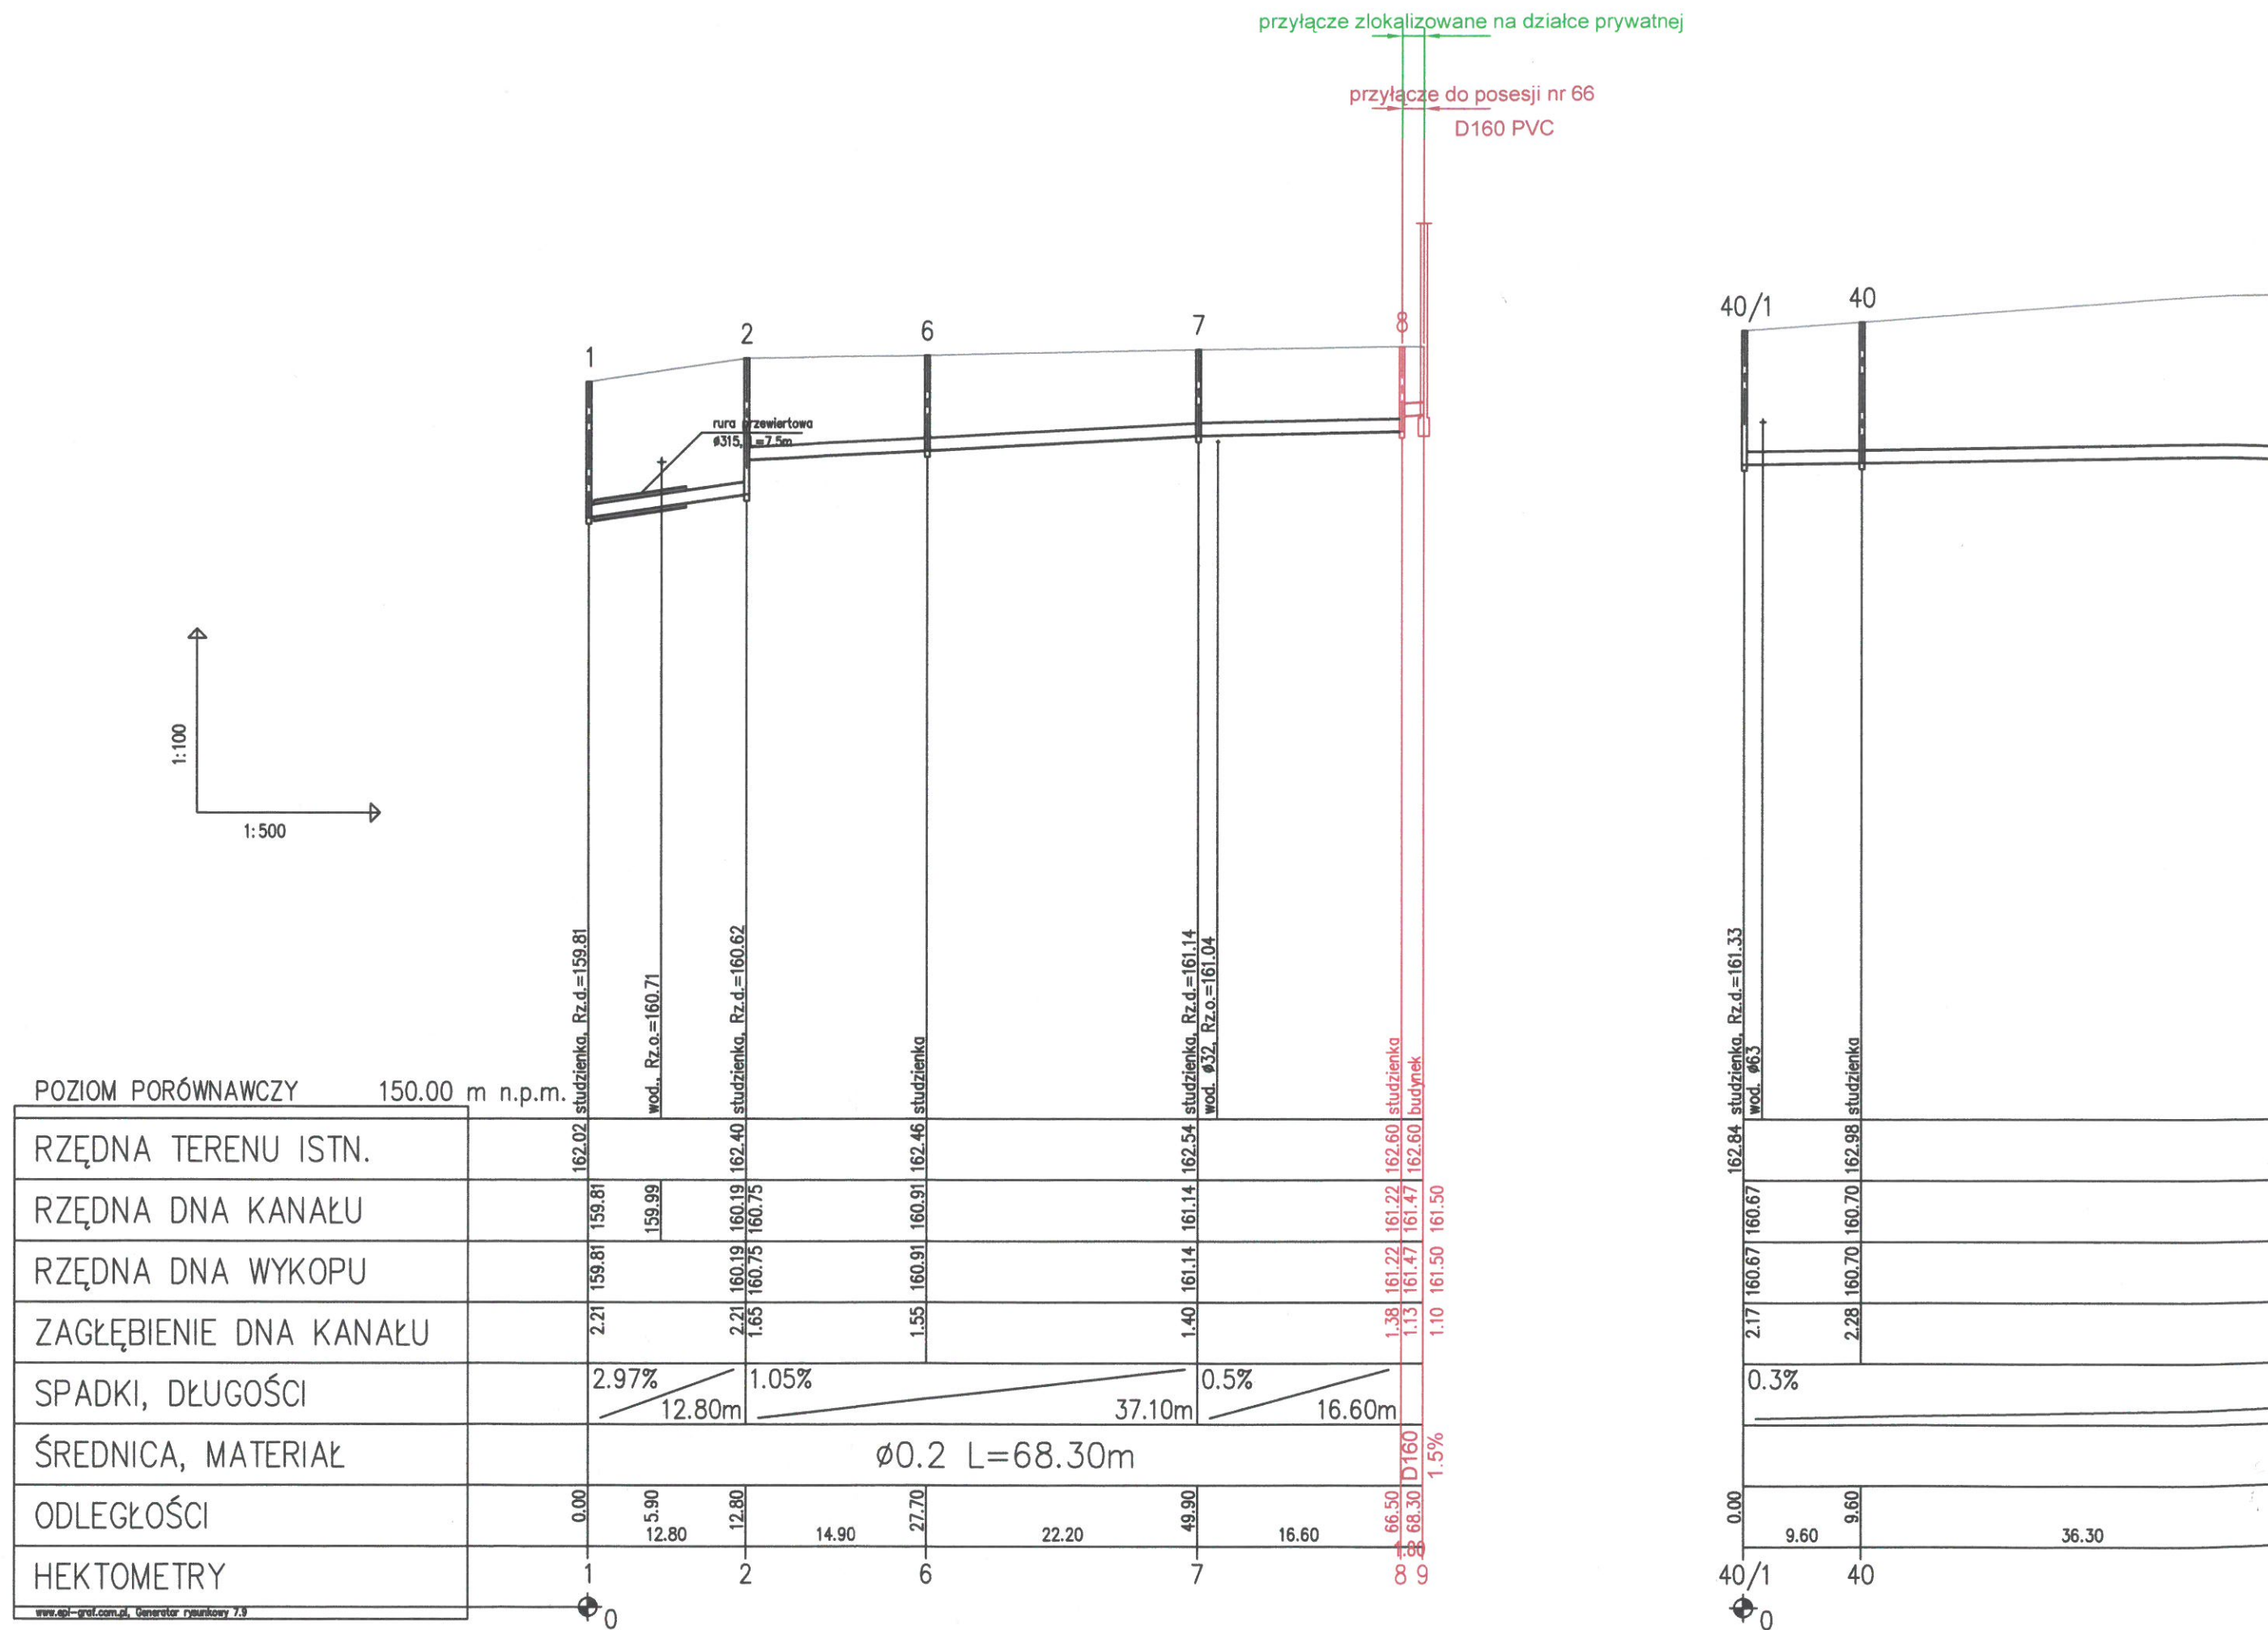 przyłącze zlokalizowane na działce prywatnej
przyłącze do posesji nr 66
D160 PVC
1
2
6
7
8
40/1
40
rura przewiertowa
ø315, L=7.5m
1:100
1:500
studzienka, Rz.d.=159.81
wod., Rz.o.=160.71
studzienka, Rz.d.=160.62
studzienka
studzienka, Rz.d.=161.14
wod. ø32, Rz.o.=161.04
studzienka
budynek
studzienka, Rz.d.=161.33
wod. ø63
studzienka
POZIOM PORÓWNAWCZY 150.00 m n.p.m.
RZĘDNA TERENU ISTN. 162.02 162.40 162.46 162.54 162.60 162.60 162.84 162.98
RZĘDNA DNA KANAŁU 159.81 159.99 160.19 160.75 160.91 161.14 161.22 161.47 161.50 160.67 160.70
RZĘDNA DNA WYKOPU 159.81 160.19 160.75 160.91 161.14 161.22 161.47 161.50 160.67 160.70
ZAGŁĘBIENIE DNA KANAŁU 2.21 2.21 1.65 1.55 1.40 1.38 1.13 1.10 2.17 2.28
SPADKI, DŁUGOŚCI 2.97% 12.80m 1.05% 37.10m 0.5% 16.60m 0.3%
ŚREDNICA, MATERIAŁ ø0.2 L=68.30m D160 1.5%
ODLEGŁOŚCI 0.00 5.90 12.80 27.70 49.90 66.50 68.30 0.00 9.60
12.80 14.90 22.20 16.60 1.80 9.60 36.30
HEKTOMETRY 1 2 6 7 8 9 40/1 40
www.epi-graf.com.pl, Generator rysunkowy 7.9
0 0